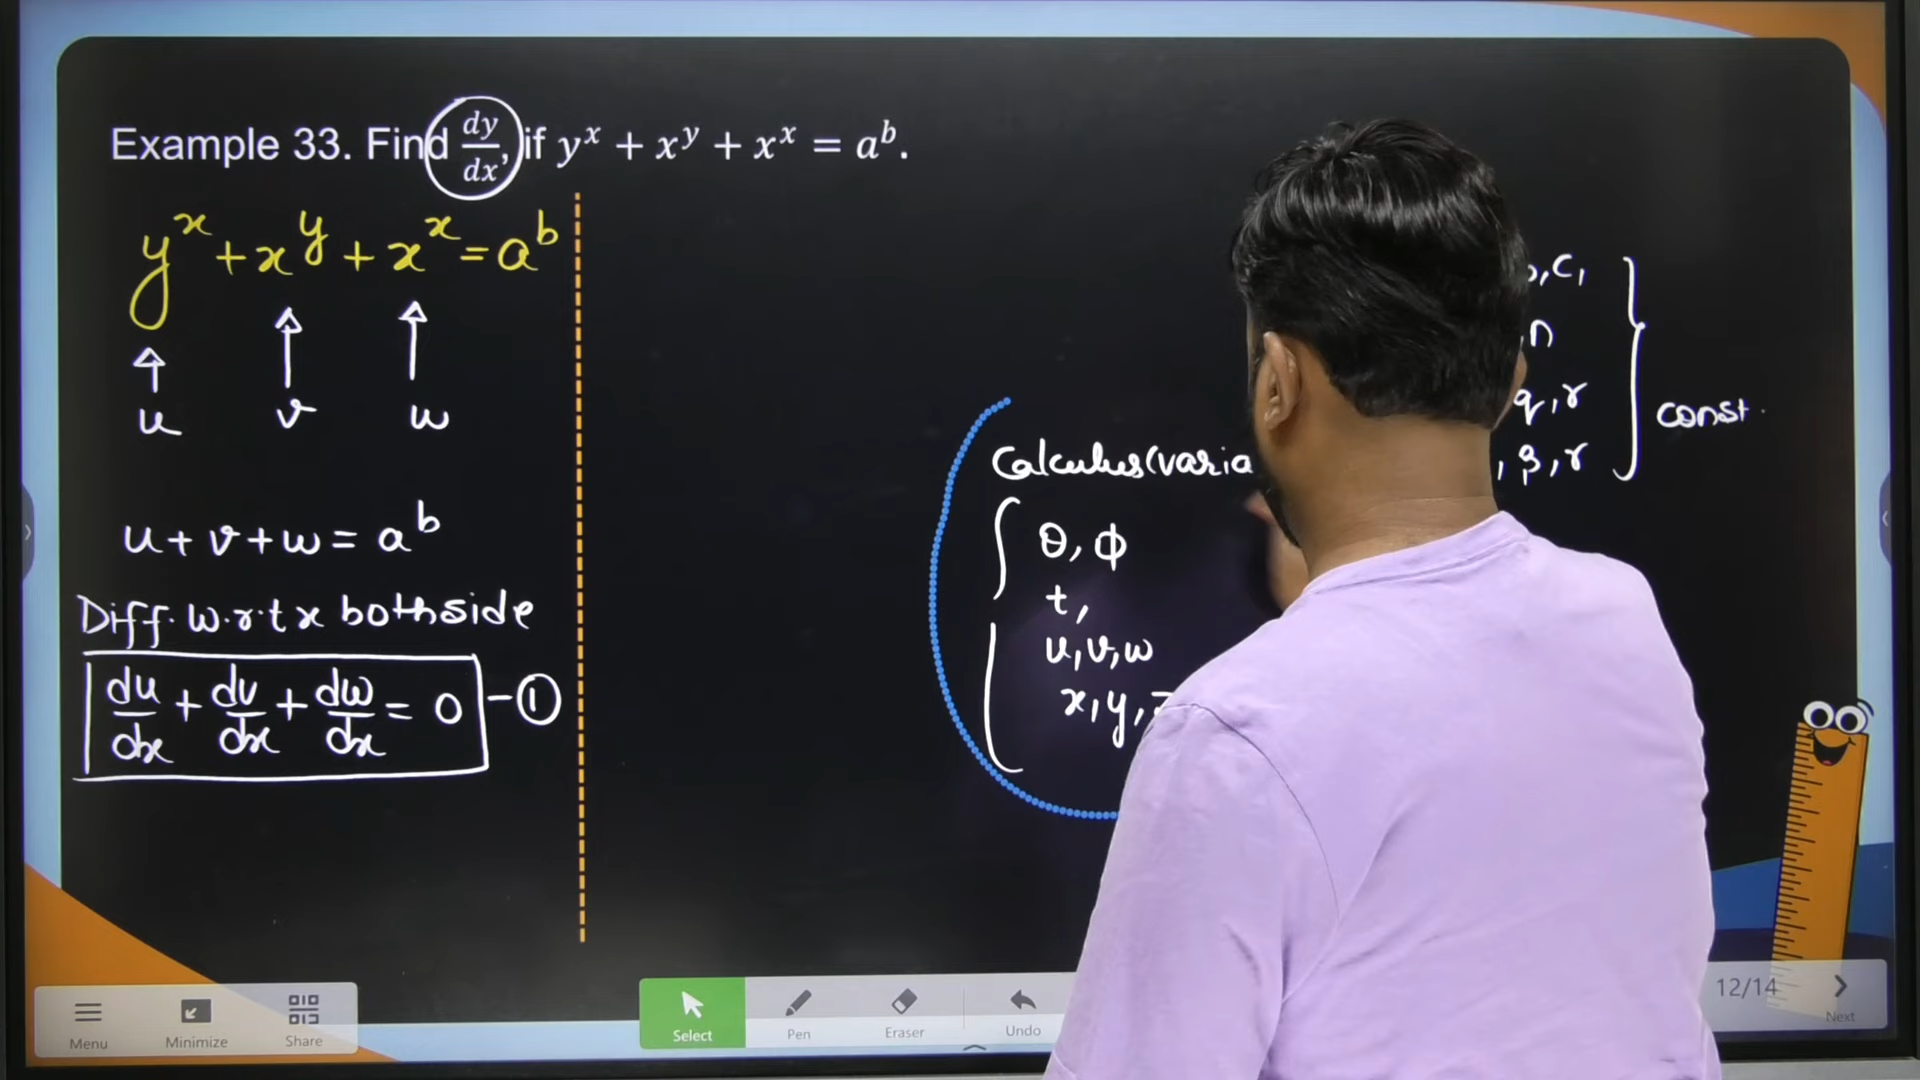 Example 33. Find dy/dx, if y^x + x^y + x^x = a^b.
y^x + x^y + x^x = a^b
u v w
u + v + w = a^b
Diff. w.r.t x bothside
du/dx + dv/dx + dw/dx = 0 - ①
c,
n
q, r
β, γ
const.
Calculus(varia
θ, ϕ
t,
u, v, w
x, y,
Menu
Minimize
Share
Select
Pen
Eraser
Undo
12/14
Next